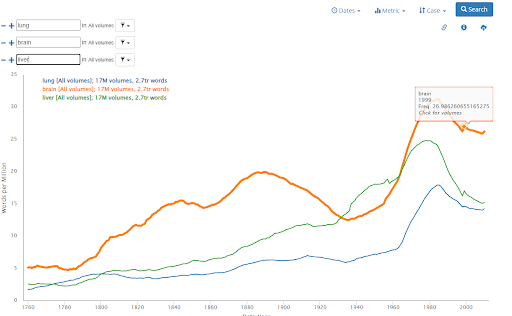 Dates Metric Case Search
lung in All volumes
brain in All volumes
liver in All volumes
lung [All volumes]; 17M volumes, 2.7tr words
brain [All volumes]; 17M volumes, 2.7tr words
liver [All volumes]; 17M volumes, 2.7tr words
brain
1999
Freq: 26.986260655165275
Click for volumes
Words per Million
35
30
25
20
15
10
5
0
1760 1780 1800 1820 1840 1860 1880 1900 1920 1940 1960 1980 2000